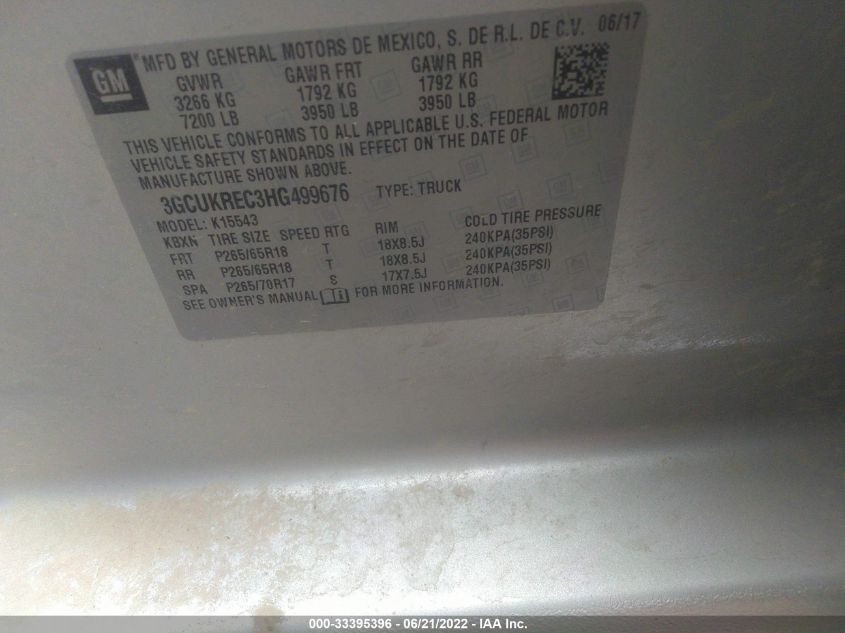 GM
MFD BY GENERAL MOTORS DE MEXICO, S. DE R.L. DE C.V. 06/17
GVWR GAWR FRT GAWR RR
3266 KG 1792 KG 1792 KG
7200 LB 3950 LB 3950 LB
THIS VEHICLE CONFORMS TO ALL APPLICABLE U.S. FEDERAL MOTOR
VEHICLE SAFETY STANDARDS IN EFFECT ON THE DATE OF
MANUFACTURE SHOWN ABOVE.
3GCUKREC3HG499676 TYPE: TRUCK
MODEL: K15543
KBXN TIRE SIZE SPEED RTG RIM COLD TIRE PRESSURE
FRT P265/65R18 T 18X8.5J 240KPA(35PSI)
RR P265/65R18 T 18X8.5J 240KPA(35PSI)
SPA P265/70R17 S 17X7.5J 240KPA(35PSI)
SEE OWNER'S MANUAL FOR MORE INFORMATION.
000-33395396 - 06/21/2022 - IAA Inc.